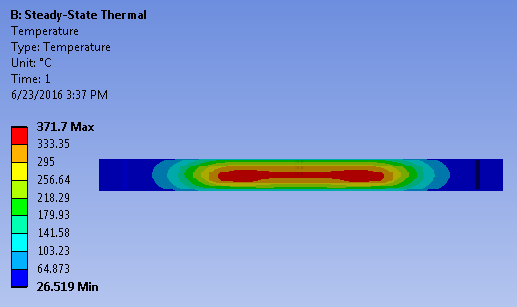 B: Steady-State Thermal
Temperature
Type: Temperature
Unit: °C
Time: 1
6/23/2016 3:37 PM
371.7 Max
333.35
295
256.64
218.29
179.93
141.58
103.23
64.873
26.519 Min